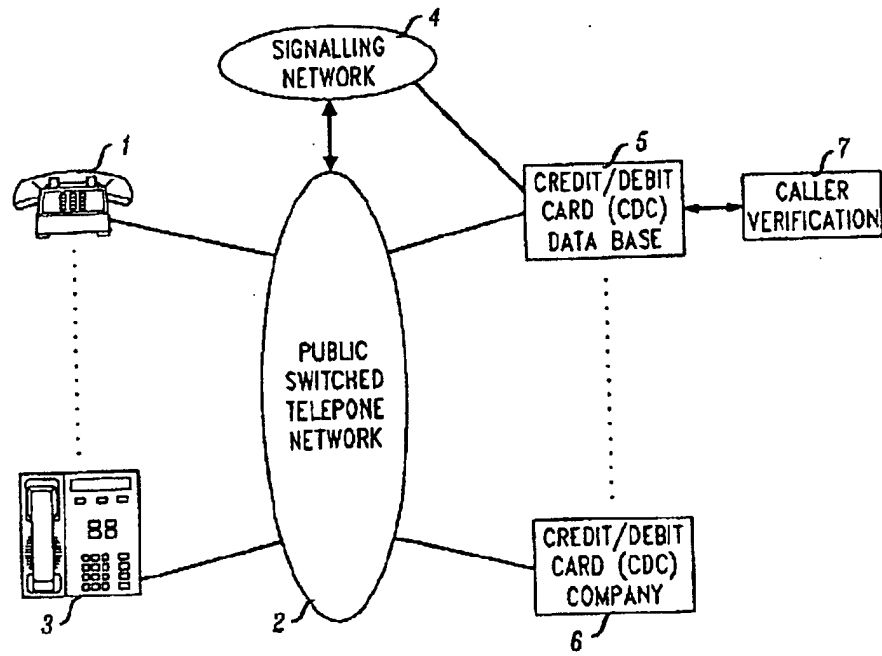 4
SIGNALLING
NETWORK
1
5
CREDIT/DEBIT
CARD (CDC)
DATA BASE
7
CALLER
VERIFICATION
PUBLIC
SWITCHED
TELEPONE
NETWORK
3
2
CREDIT/DEBIT
CARD (CDC)
COMPANY
6